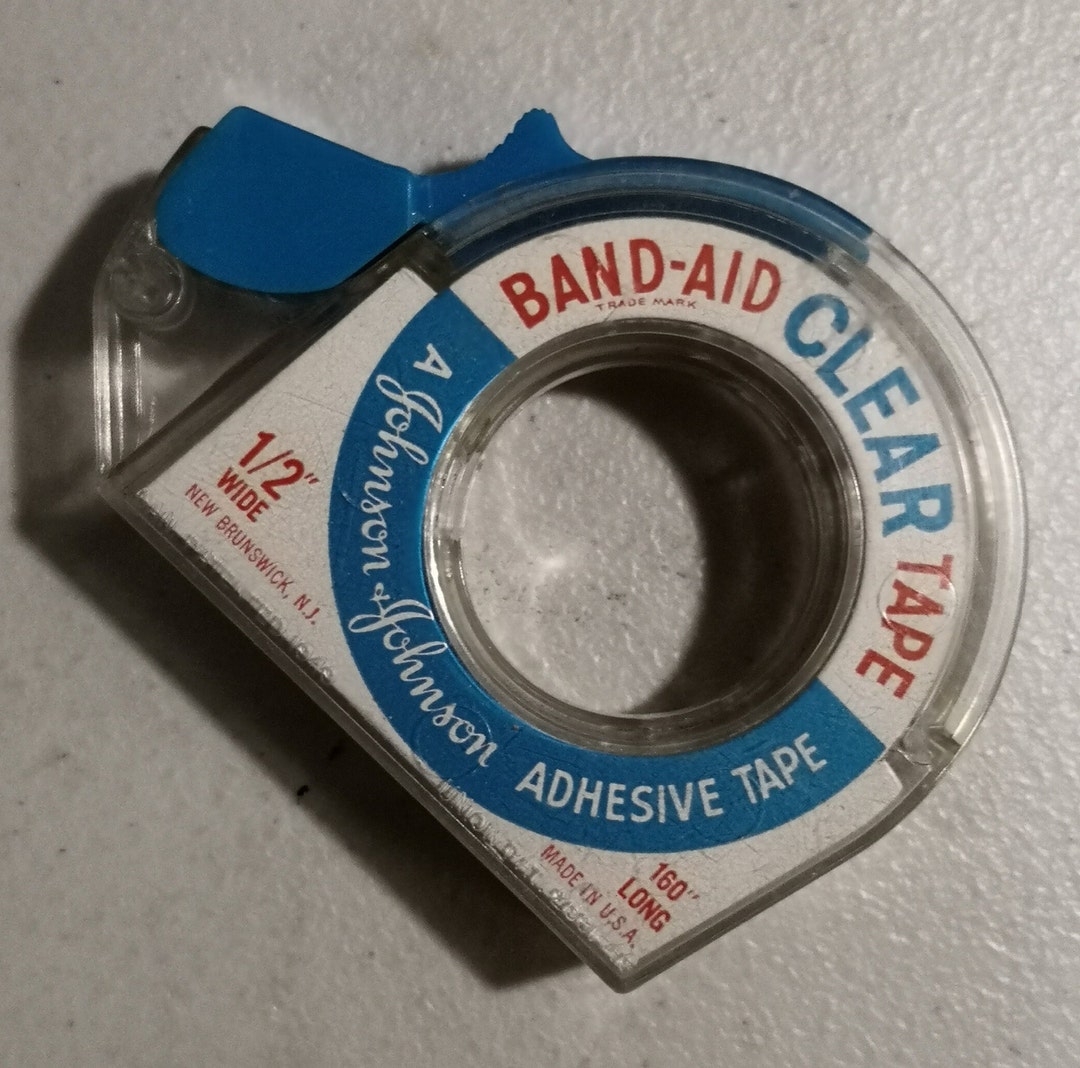 BAND-AID CLEAR TAPE
TRADE MARK
A Johnson & Johnson ADHESIVE TAPE
1/2"
WIDE
NEW BRUNSWICK, N.J.
160"
LONG
MADE IN U.S.A.